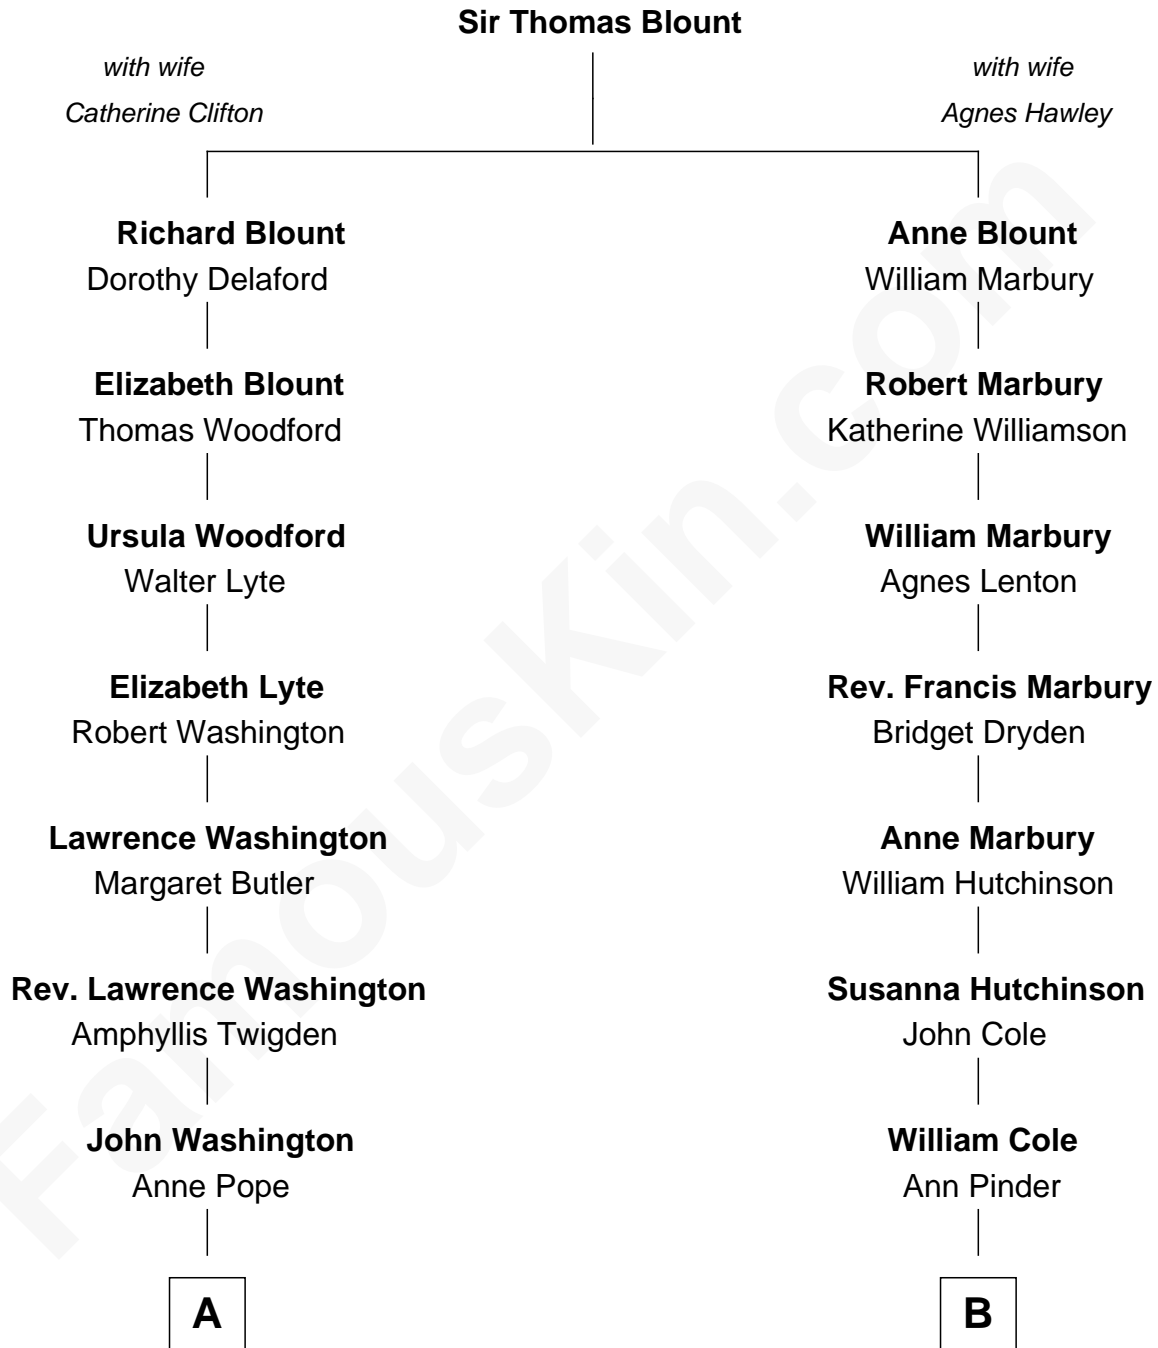 Sir Thomas Blount
with wife
Catherine Clifton
with wife
Agnes Hawley
Richard Blount
Dorothy Delaford
Anne Blount
William Marbury
Elizabeth Blount
Thomas Woodford
Robert Marbury
Katherine Williamson
Ursula Woodford
Walter Lyte
William Marbury
Agnes Lenton
Elizabeth Lyte
Robert Washington
Rev. Francis Marbury
Bridget Dryden
Lawrence Washington
Margaret Butler
Anne Marbury
William Hutchinson
Rev. Lawrence Washington
Amphyllis Twigden
Susanna Hutchinson
John Cole
John Washington
Anne Pope
William Cole
Ann Pinder
A
B
FamousKin.com